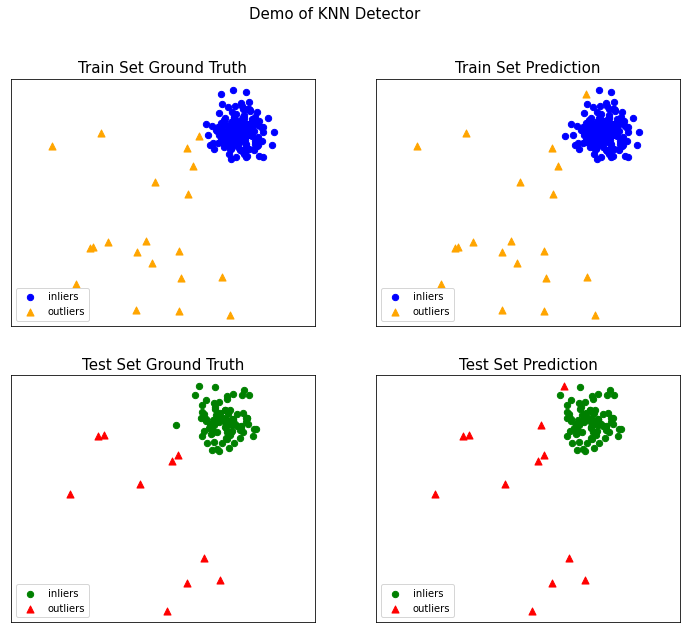 Demo of KNN Detector
Train Set Ground Truth
Train Set Prediction
inliers
outliers
inliers
outliers
Test Set Ground Truth
Test Set Prediction
inliers
outliers
inliers
outliers